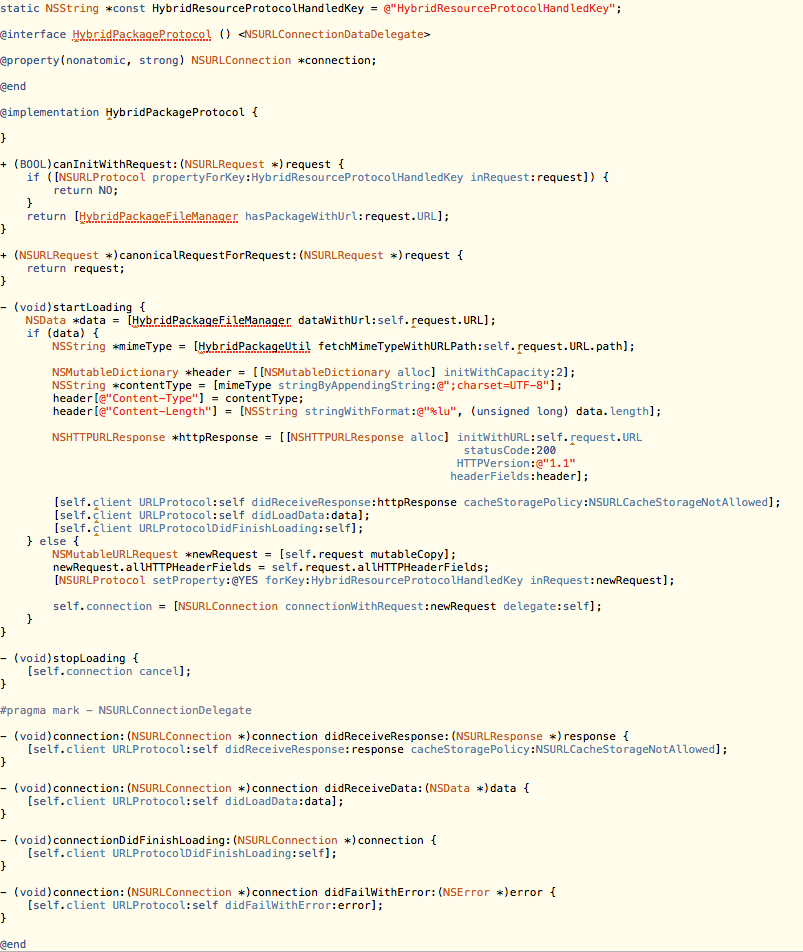 static NSString *const HybridResourceProtocolHandledKey = @"HybridResourceProtocolHandledKey";
@interface HybridPackageProtocol () <NSURLConnectionDataDelegate>
@property(nonatomic, strong) NSURLConnection *connection;
@end
@implementation HybridPackageProtocol {
}
+ (BOOL)canInitWithRequest:(NSURLRequest *)request {
    if ([NSURLProtocol propertyForKey:HybridResourceProtocolHandledKey inRequest:request]) {
        return NO;
    }
    return [HybridPackageFileManager hasPackageWithUrl:request.URL];
}
+ (NSURLRequest *)canonicalRequestForRequest:(NSURLRequest *)request {
    return request;
}
- (void)startLoading {
    NSData *data = [HybridPackageFileManager dataWithUrl:self.request.URL];
    if (data) {
        NSString *mimeType = [HybridPackageUtil fetchMimeTypeWithURLPath:self.request.URL.path];
        NSMutableDictionary *header = [[NSMutableDictionary alloc] initWithCapacity:2];
        NSString *contentType = [mimeType stringByAppendingString:@";charset=UTF-8"];
        header[@"Content-Type"] = contentType;
        header[@"Content-Length"] = [NSString stringWithFormat:@"%lu", (unsigned long) data.length];
        NSHTTPURLResponse *httpResponse = [[NSHTTPURLResponse alloc] initWithURL:self.request.URL
                                                                      statusCode:200
                                                                     HTTPVersion:@"1.1"
                                                                    headerFields:header];
        [self.client URLProtocol:self didReceiveResponse:httpResponse cacheStoragePolicy:NSURLCacheStorageNotAllowed];
        [self.client URLProtocol:self didLoadData:data];
        [self.client URLProtocolDidFinishLoading:self];
    } else {
        NSMutableURLRequest *newRequest = [self.request mutableCopy];
        newRequest.allHTTPHeaderFields = self.request.allHTTPHeaderFields;
        [NSURLProtocol setProperty:@YES forKey:HybridResourceProtocolHandledKey inRequest:newRequest];
        self.connection = [NSURLConnection connectionWithRequest:newRequest delegate:self];
    }
}
- (void)stopLoading {
    [self.connection cancel];
}
#pragma mark - NSURLConnectionDelegate
- (void)connection:(NSURLConnection *)connection didReceiveResponse:(NSURLResponse *)response {
    [self.client URLProtocol:self didReceiveResponse:response cacheStoragePolicy:NSURLCacheStorageNotAllowed];
}
- (void)connection:(NSURLConnection *)connection didReceiveData:(NSData *)data {
    [self.client URLProtocol:self didLoadData:data];
}
- (void)connectionDidFinishLoading:(NSURLConnection *)connection {
    [self.client URLProtocolDidFinishLoading:self];
}
- (void)connection:(NSURLConnection *)connection didFailWithError:(NSError *)error {
    [self.client URLProtocol:self didFailWithError:error];
}
@end